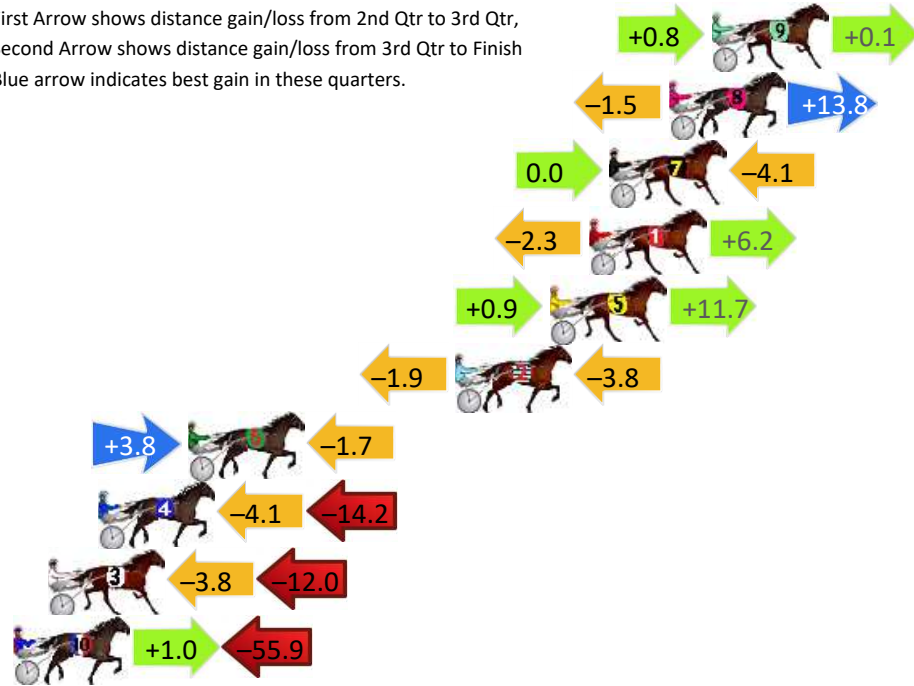 irst Arrow shows distance gain/loss from 2nd Qtr to 3rd Qtr,
econd Arrow shows distance gain/loss from 3rd Qtr to Finish
Blue arrow indicates best gain in these quarters.
+0.8 9 +0.1
–1.5 8 +13.8
0.0 7 –4.1
–2.3 1 +6.2
+0.9 5 +11.7
–1.9 2 –3.8
+3.8 6 –1.7
4 –4.1 –14.2
3 –3.8 –12.0
10 +1.0 –55.9